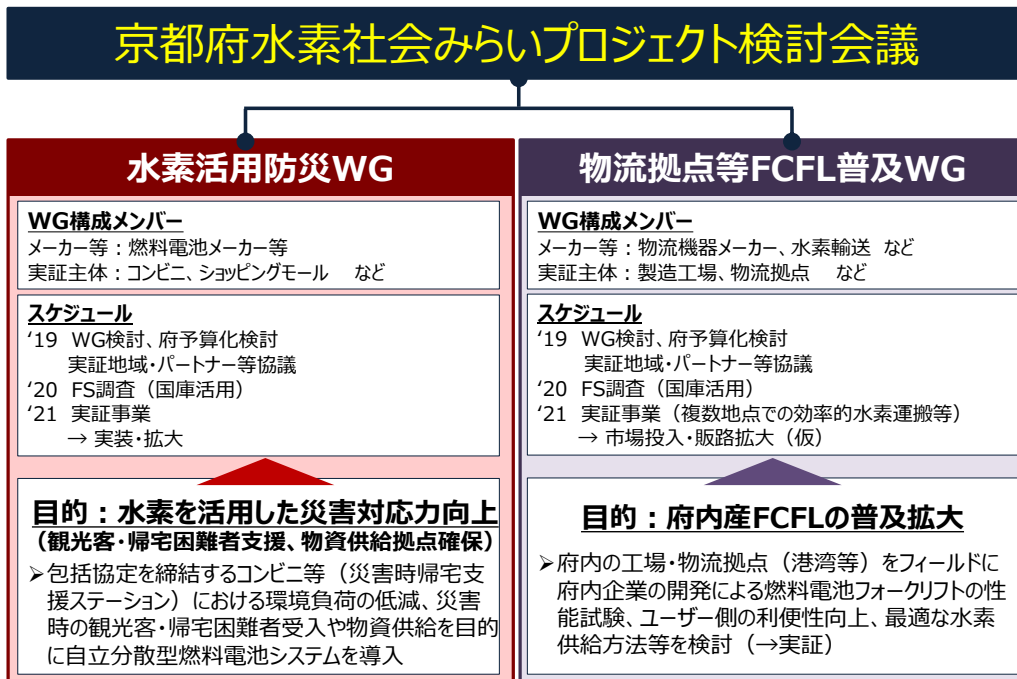 京都府水素社会みらいプロジェクト検討会議
水素活用防災WG
WG構成メンバー
メーカー等：燃料電池メーカー等
実証主体：コンビニ、ショッピングモール など
スケジュール
‘19 WG検討、府予算化検討
実証地域・パートナー等協議
‘20 FS調査（国庫活用）
‘21 実証事業
→ 実装・拡大
目的：水素を活用した災害対応力向上
（観光客・帰宅困難者支援、物資供給拠点確保）
➢包括協定を締結するコンビニ等（災害時帰宅支
援ステーション）における環境負荷の低減、災害
時の観光客・帰宅困難者受入や物資供給を目的
に自立分散型燃料電池システムを導入
物流拠点等FCFL普及WG
WG構成メンバー
メーカー等：物流機器メーカー、水素輸送 など
実証主体：製造工場、物流拠点 など
スケジュール
‘19 WG検討、府予算化検討
実証地域・パートナー等協議
‘20 FS調査（国庫活用）
‘21 実証事業（複数地点での効率的水素運搬等）
→ 市場投入・販路拡大（仮）
目的：府内産FCFLの普及拡大
➢府内の工場・物流拠点（港湾等）をフィールドに
府内企業の開発による燃料電池フォークリフトの性
能試験、ユーザー側の利便性向上、最適な水素
供給方法等を検討（→実証）